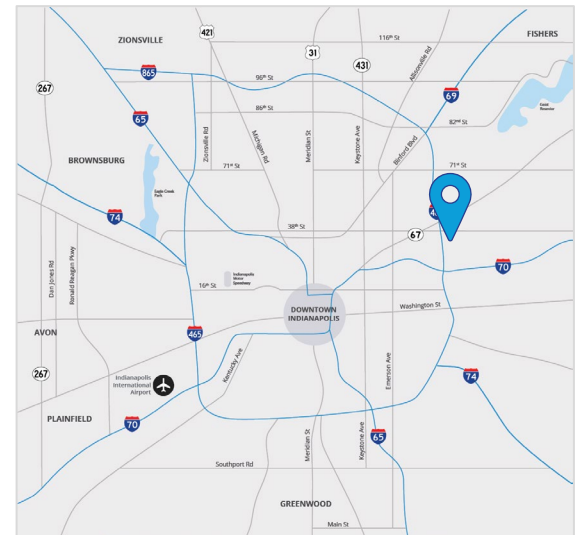 ZIONSVILLE
421
116th St
FISHERS
31
431
Allisonville Rd
865
96th St
69
267
65
86th St
82nd St
Geist
Reservoir
Zionsville Rd
Michigan Rd
Meridian St
Keystone Ave
Binford Blvd
BROWNSBURG
71st St
71st St
Eagle Creek
Park
74
38th St
67
70
Dan Jones Rd
Ronald Reagan Pkwy
Indianapolis
Motor
Speedway
16th St
Washington St
DOWNTOWN
INDIANAPOLIS
AVON
465
Kentucky Ave
Emerson Ave
267
Indianapolis
International
Airport
74
PLAINFIELD
70
Meridian St
Keystone Ave
65
Southport Rd
GREENWOOD
Main St